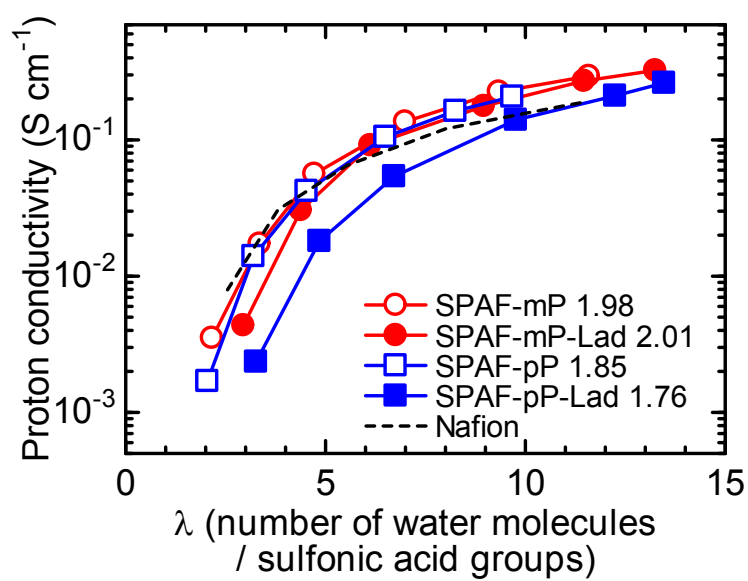 Proton conductivity (S cm⁻¹)
10⁻¹
10⁻²
10⁻³
SPAF-mP 1.98
SPAF-mP-Lad 2.01
SPAF-pP 1.85
SPAF-pP-Lad 1.76
Nafion
0 5 10 15
λ (number of water molecules
/ sulfonic acid groups)